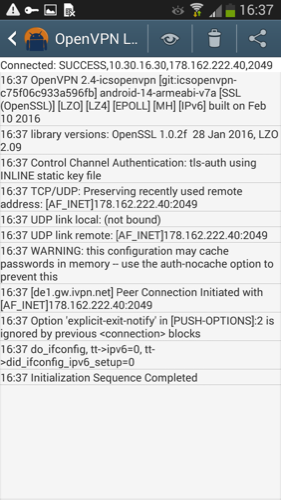 16:37
OpenVPN L...
Connected: SUCCESS,10.30.16.30,178.162.222.40,2049
16:37 OpenVPN 2.4-icsopenvpn [git:icsopenvpn-
c75f06c933a596fb] android-14-armeabi-v7a [SSL
(OpenSSL)] [LZO] [LZ4] [EPOLL] [MH] [IPv6] built on Feb
10 2016
16:37 library versions: OpenSSL 1.0.2f  28 Jan 2016, LZO
2.09
16:37 Control Channel Authentication: tls-auth using
INLINE static key file
16:37 TCP/UDP: Preserving recently used remote
address: [AF_INET]178.162.222.40:2049
16:37 UDP link local: (not bound)
16:37 UDP link remote: [AF_INET]178.162.222.40:2049
16:37 WARNING: this configuration may cache
passwords in memory -- use the auth-nocache option to
prevent this
16:37 [de1.gw.ivpn.net] Peer Connection Initiated with
[AF_INET]178.162.222.40:2049
16:37 Option 'explicit-exit-notify' in [PUSH-OPTIONS]:2 is
ignored by previous <connection> blocks
16:37 do_ifconfig, tt->ipv6=0, tt-
>did_ifconfig_ipv6_setup=0
16:37 Initialization Sequence Completed